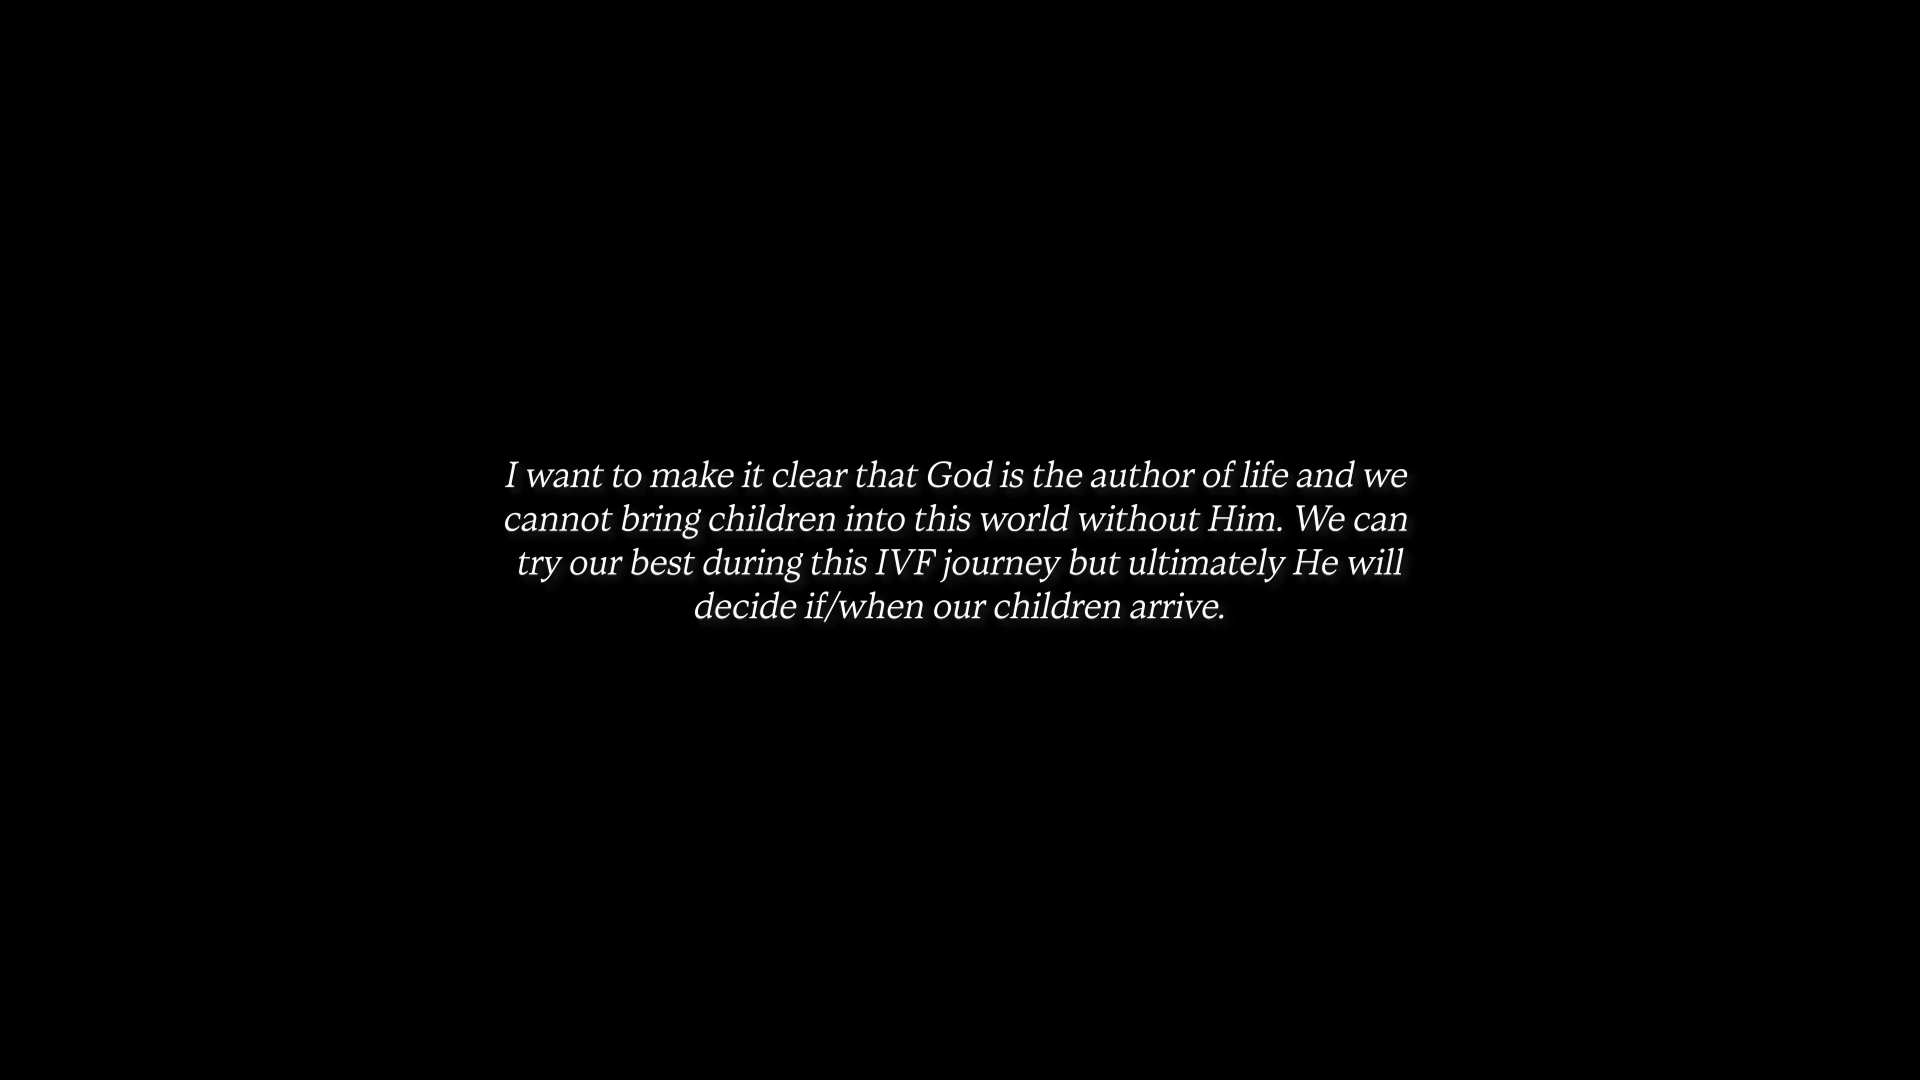 I want to make it clear that God is the author of life and we
cannot bring children into this world without Him. We can
try our best during this IVF journey but ultimately He will
decide if/when our children arrive.